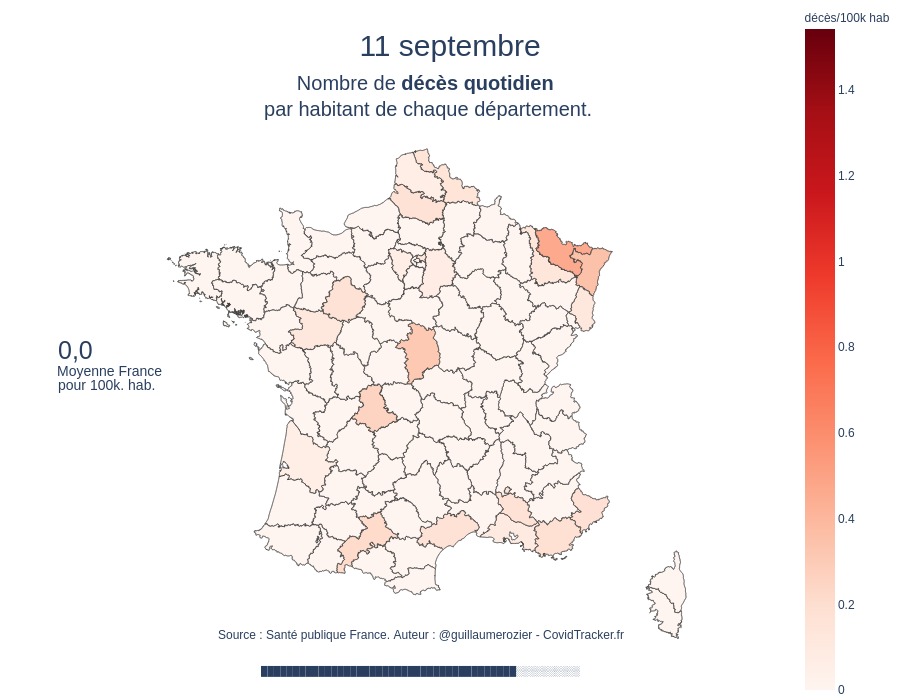 décès/100k hab
11 septembre
Nombre de décès quotidien
par habitant de chaque département.
1.4
1.2
1
0.8
0.6
0.4
0.2
0
0,0
Moyenne France
pour 100k. hab.
Source : Santé publique France. Auteur : @guillaumerozier - CovidTracker.fr